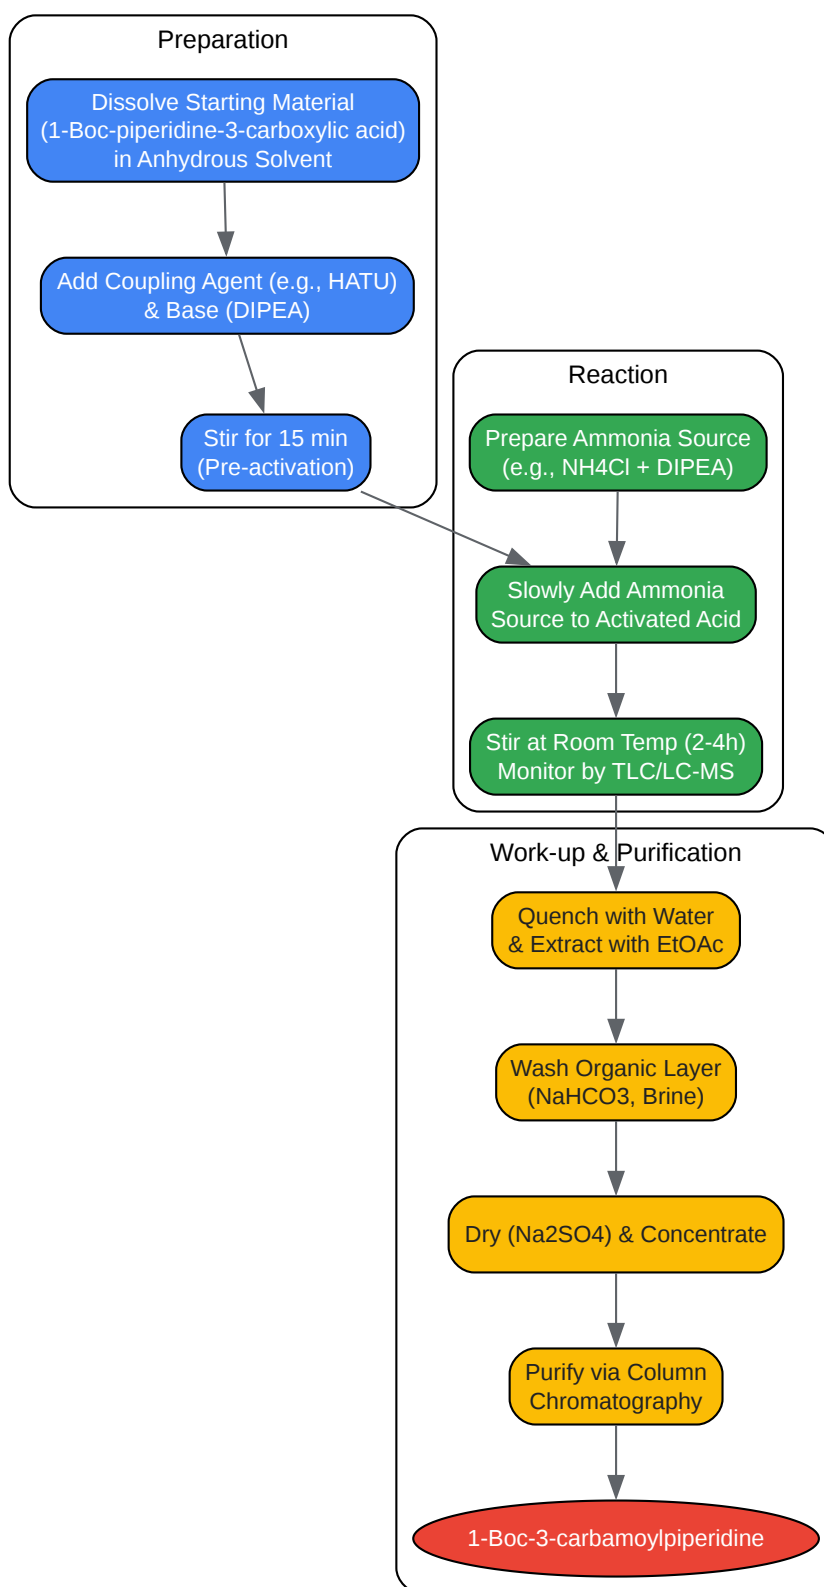 Preparation
Dissolve Starting Material
(1-Boc-piperidine-3-carboxylic acid)
in Anhydrous Solvent
Add Coupling Agent (e.g., HATU)
& Base (DIPEA)
Stir for 15 min
(Pre-activation)
Reaction
Prepare Ammonia Source
(e.g., NH4Cl + DIPEA)
Slowly Add Ammonia
Source to Activated Acid
Stir at Room Temp (2-4h)
Monitor by TLC/LC-MS
Work-up & Purification
Quench with Water
& Extract with EtOAc
Wash Organic Layer
(NaHCO3, Brine)
Dry (Na2SO4) & Concentrate
Purify via Column
Chromatography
1-Boc-3-carbamoylpiperidine